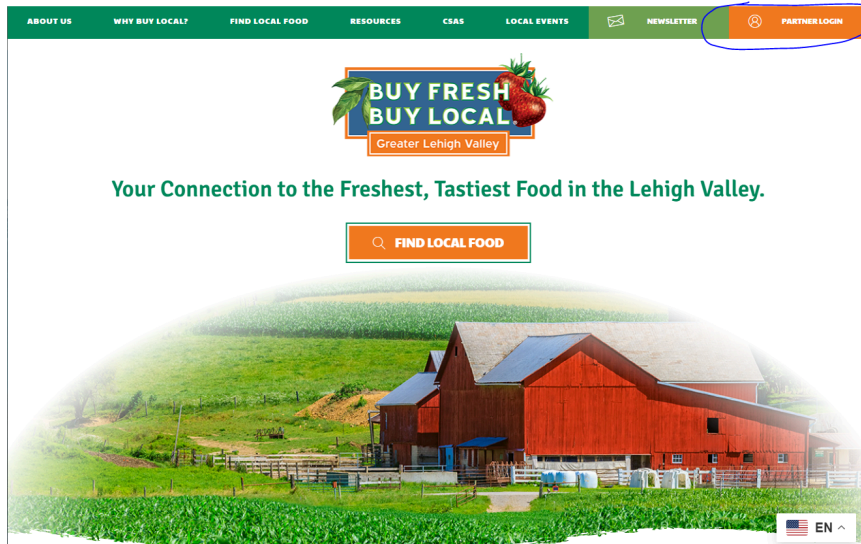 ABOUT US WHY BUY LOCAL? FIND LOCAL FOOD RESOURCES CSAS LOCAL EVENTS NEWSLETTER PARTNER LOGIN
BUY FRESH
BUY LOCAL.
Greater Lehigh Valley
Your Connection to the Freshest, Tastiest Food in the Lehigh Valley.
FIND LOCAL FOOD
EN